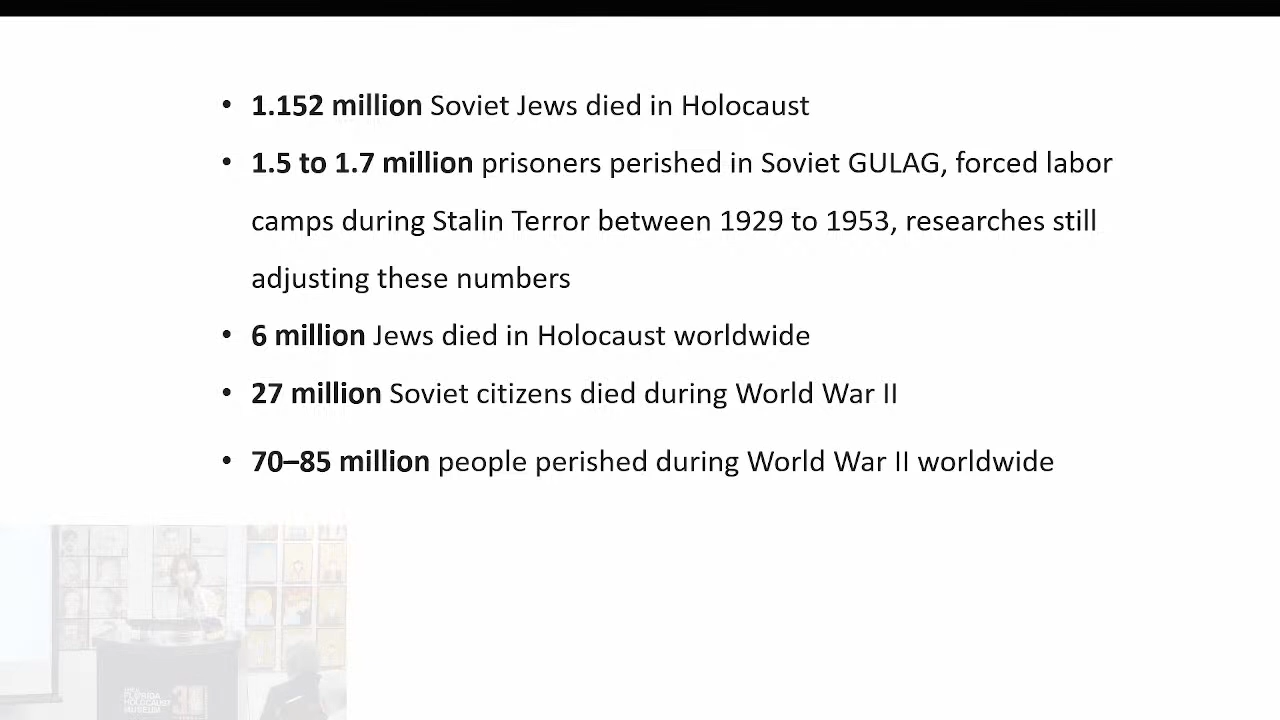 • 1.152 million Soviet Jews died in Holocaust
• 1.5 to 1.7 million prisoners perished in Soviet GULAG, forced labor
camps during Stalin Terror between 1929 to 1953, researches still
adjusting these numbers
• 6 million Jews died in Holocaust worldwide
• 27 million Soviet citizens died during World War II
• 70–85 million people perished during World War II worldwide
FLORIDA
HOLOCAUST
MUSEUM